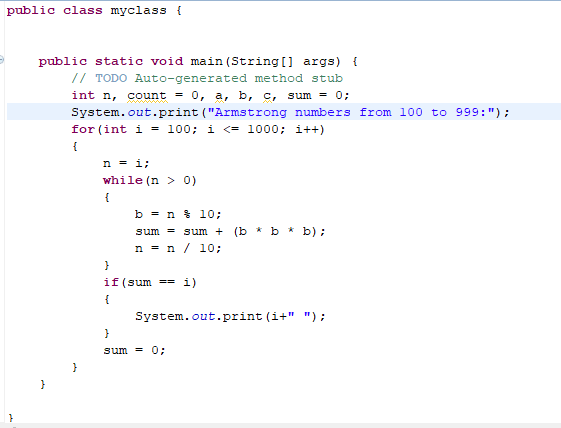 public class myclass {
public static void main(String[] args) {
// TODO Auto-generated method stub
int n, count = 0, a, b, c, sum = 0;
System.out.print("Armstrong numbers from 100 to 999:");
for(int i = 100; i <= 1000; i++)
{
n = i;
while(n > 0)
{
b = n % 10;
sum = sum + (b * b * b);
n = n / 10;
}
if(sum == i)
{
System.out.print(i+" ");
}
sum = 0;
}
}
}